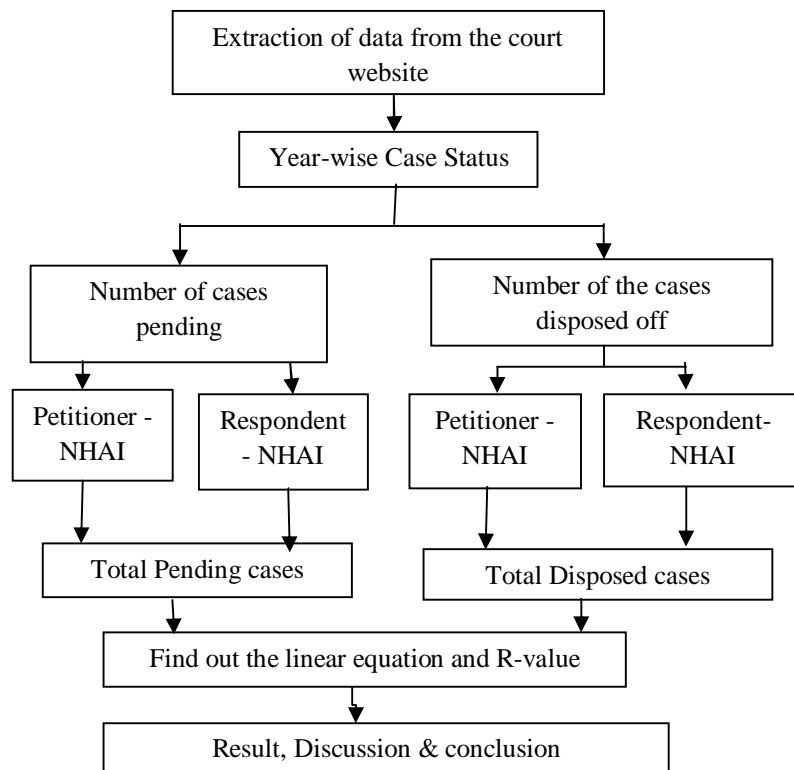 Extraction of data from the court
website
Year-wise Case Status
Number of cases
pending
Number of the cases
disposed off
Petitioner -
NHAI
Respondent
- NHAI
Petitioner -
NHAI
Respondent-
NHAI
Total Pending cases
Total Disposed cases
Find out the linear equation and R-value
Result, Discussion & conclusion